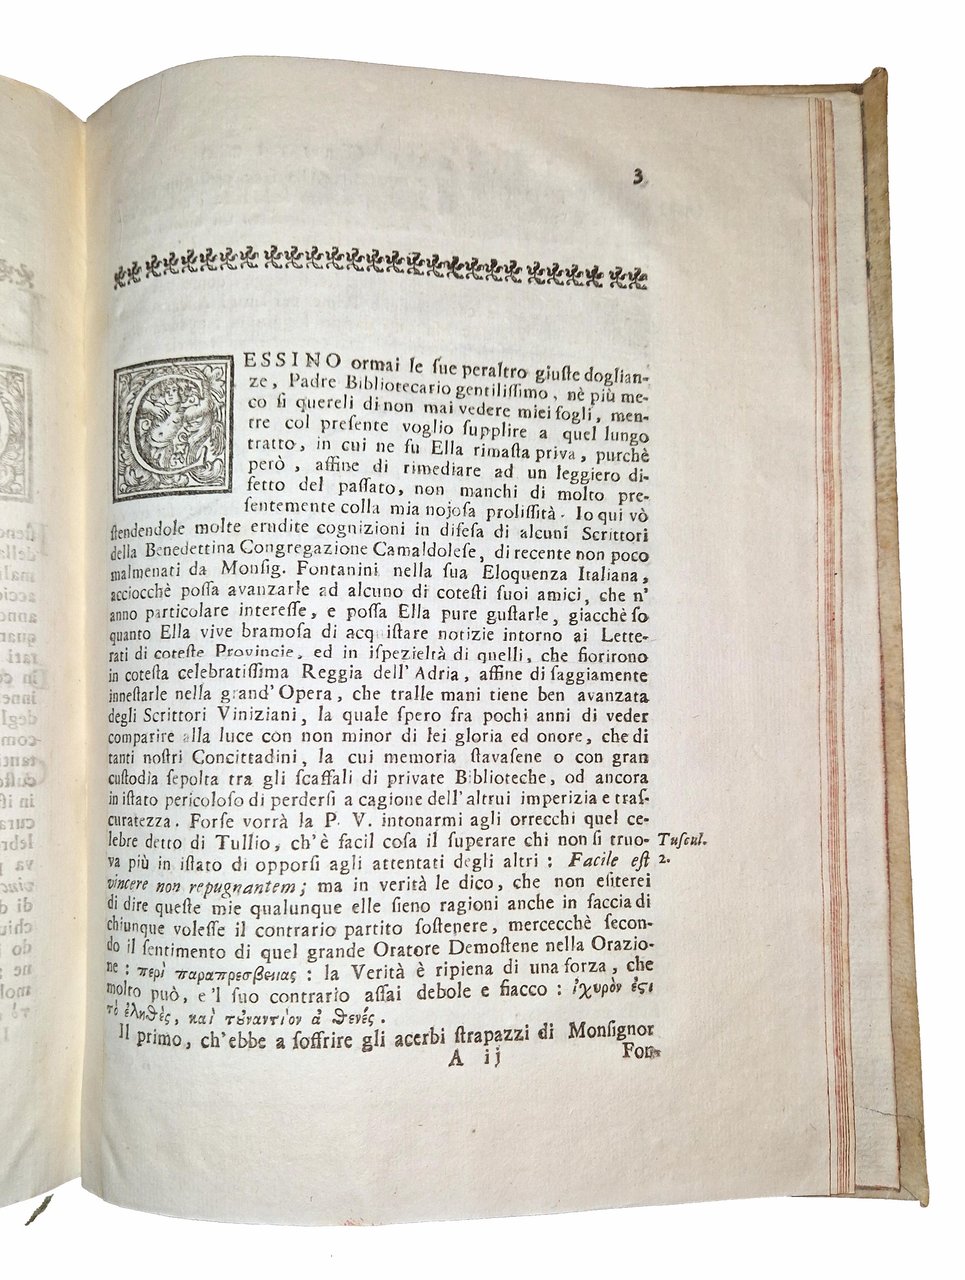 3
CESSINO ormai le ſue peraltro giuſte doglian-
ze, Padre Bibliotecario gentiliſſimo, nè più me-
co ſi quereli di non mai vedere miei fogli, men-
tre col preſente voglio ſupplire a quel lungo
tratto, in cui ne fu Ella rimaſta priva, purchè
però, affine di rimediare ad un leggiero di-
fetto del paſſato, non manchi di molto pre-
ſentemente colla mia nojoſa proliſſità. Io qui vò
ſtendendole molte erudite cognizioni in difeſa di alcuni Scrittori
della Benedettina Congregazione Camaldoleſe, di recente non poco
malmenati da Monſig. Fontanini nella ſua Eloquenza Italiana,
acciocchè poſſa avanzarle ad alcuno di coteſti ſuoi amici, che n'
anno particolare intereſſe, e poſſa Ella pure guſtarle, giacchè ſo
quanto Ella vive bramoſa di acquiſtare notizie intorno ai Lette-
rati di coteſte Provincie, ed in iſpezieltà di quelli, che fiorirono
in coteſta celebratiſſima Reggia dell' Adria, affine di ſaggiamente
inneſtarle nella grand' Opera, che tralle mani tiene ben avanzata
degli Scrittori Viniziani, la quale ſpero fra pochi anni di veder
comparire alla luce con non minor di lei gloria ed onore, che di
tanti noſtri Concittadini, la cui memoria ſtavaſene o con gran
cuſtodia ſepolta tra gli ſcaffali di private Biblioteche, od ancora
in iſtato pericoloſo di perderſi a cagione dell' altrui imperizia e traſ-
curatezza. Forſe vorrà la P. V. intonarmi agli orrecchi quel ce-
lebre detto di Tullio, ch'è facil coſa il ſuperare chi non ſi truo-
va più in iſtato di opporſi agli attentati degli altri : Facile eſt
Tuſcul.
2.
vincere non repugnantem; ma in verità le dico, che non eſiterei
di dire queſte mie qualunque elle ſieno ragioni anche in faccia di
chiunque voleſſe il contrario partito ſoſtenere, mercecchè ſecon-
do il ſentimento di quel grande Oratore Demoſtene nella Orazio-
ne : περὶ παραπρεσβειας : la Verità è ripiena di una forza, che
molto può, e 'l ſuo contrario aſſai debole e fiacco : ἰχυρὸν ἐςι
τὸ ἐληθὲς, καὶ τȣναντίον ἀ θενές.
Il primo, ch'ebbe a ſoffrire gli acerbi ſtrapazzi di Monſignor
A ij
Fon-